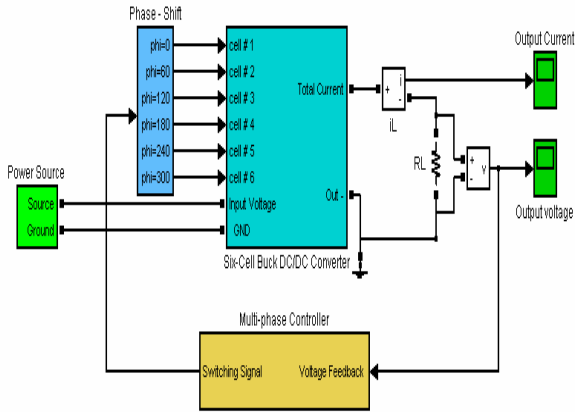 Phase - Shift
phi=0
phi=60
phi=120
phi=180
phi=240
phi=300
cell # 1
cell # 2
cell # 3
cell # 4
cell # 5
cell # 6
Input Voltage
GND
Total Current
Out -
Six-Cell Buck DC/DC Converter
+
-
i
iL
RL
+
-
v
Output Current
Output voltage
Power Source
Source
Ground
Multi-phase Controller
Switching Signal
Voltage Feedback